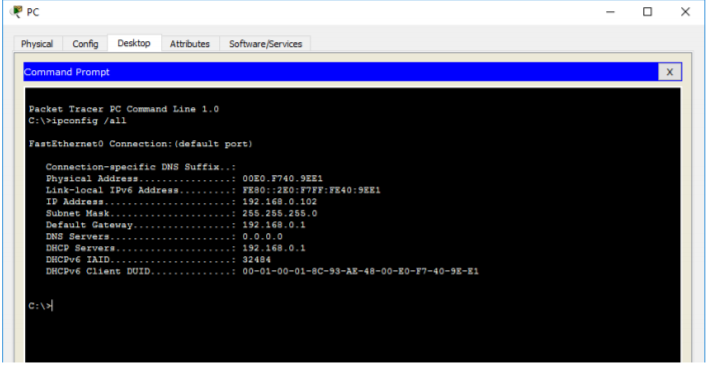 PC
Physical Config Desktop Attributes Software/Services
Command Prompt X
Packet Tracer PC Command Line 1.0
C:\>ipconfig /all
FastEthernet0 Connection:(default port)
Connection-specific DNS Suffix..:
Physical Address................: 00E0.F740.9EE1
Link-local IPv6 Address.........: FE80::2E0:F7FF:FE40:9EE1
IP Address......................: 192.168.0.102
Subnet Mask.....................: 255.255.255.0
Default Gateway.................: 192.168.0.1
DNS Servers.....................: 0.0.0.0
DHCP Servers....................: 192.168.0.1
DHCPv6 IAID.....................: 32484
DHCPv6 Client DUID..............: 00-01-00-01-8C-93-AE-48-00-E0-F7-40-9E-E1
C:\>